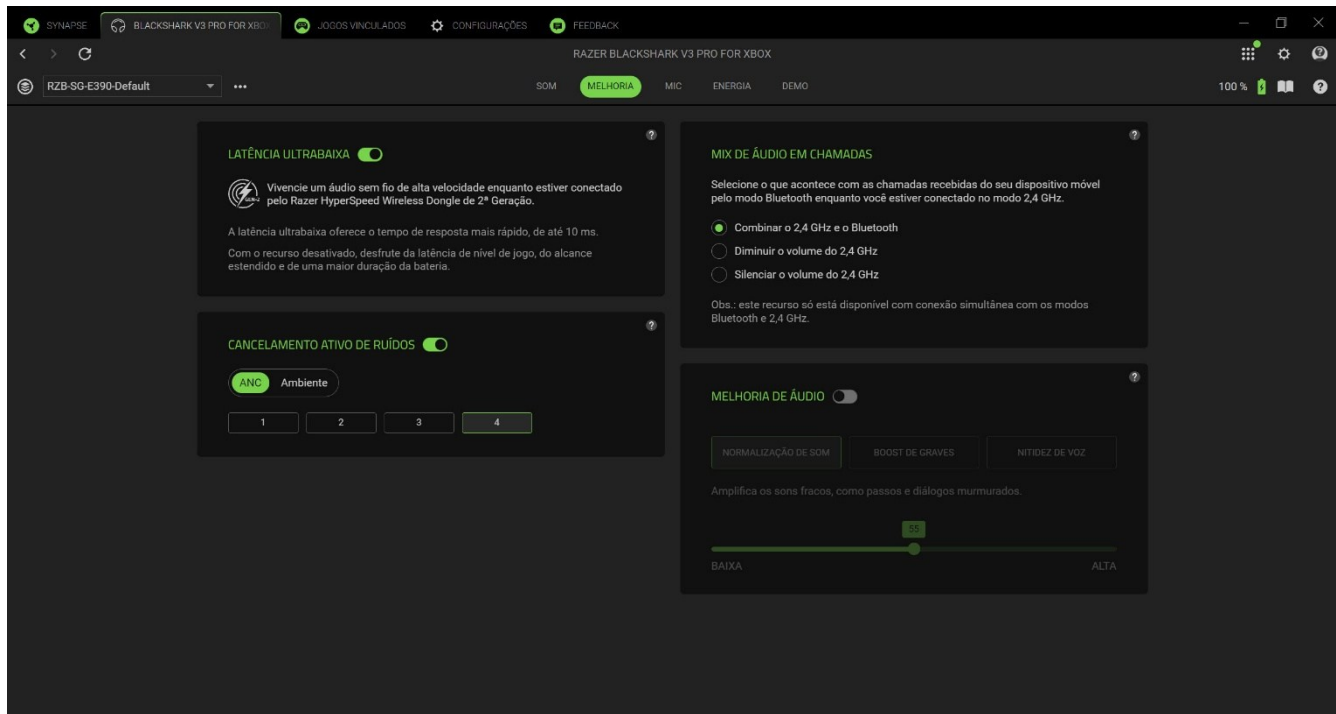 SYNAPSE
BLACKSHARK V3 PRO FOR XBO
JOGOS VINCULADOS
CONFIGURAÇÕES
FEEDBACK
RAZER BLACKSHARK V3 PRO FOR XBOX
RZB-SG-E390-Default
SOM
MELHORIA
MIC
ENERGIA
DEMO
100 %
LATÊNCIA ULTRABAIXA
Vivencie um áudio sem fio de alta velocidade enquanto estiver conectado
pelo Razer HyperSpeed Wireless Dongle de 2ª Geração.
A latência ultrabaixa oferece o tempo de resposta mais rápido, de até 10 ms.
Com o recurso desativado, desfrute da latência de nível de jogo, do alcance
estendido e de uma maior duração da bateria.
CANCELAMENTO ATIVO DE RUÍDOS
ANC Ambiente
1 2 3 4
MIX DE ÁUDIO EM CHAMADAS
Selecione o que acontece com as chamadas recebidas do seu dispositivo móvel
pelo modo Bluetooth enquanto você estiver conectado no modo 2,4 GHz.
Combinar o 2,4 GHz e o Bluetooth
Diminuir o volume do 2,4 GHz
Silenciar o volume do 2,4 GHz
Obs.: este recurso só está disponível com conexão simultânea com os modos
Bluetooth e 2,4 GHz.
MELHORIA DE ÁUDIO
NORMALIZAÇÃO DE SOM
BOOST DE GRAVES
NITIDEZ DE VOZ
Amplifica os sons fracos, como passos e diálogos murmurados.
55
BAIXA
ALTA